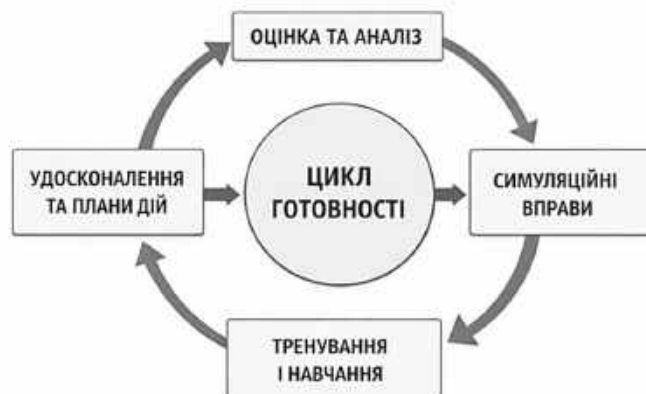 ОЦІНКА ТА АНАЛІЗ
УДОСКОНАЛЕННЯ
ТА ПЛАНИ ДІЙ
ЦИКЛ
ГОТОВНОСТІ
СИМУЛЯЦІЙНІ
ВПРАВИ
ТРЕНУВАННЯ
І НАВЧАННЯ